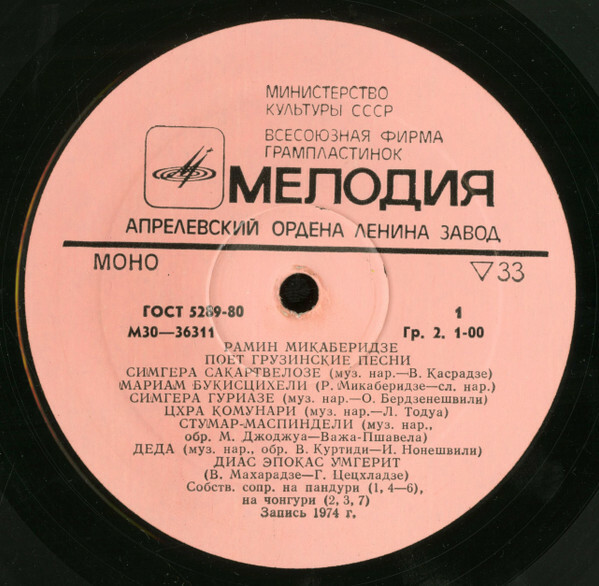 МИНИСТЕРСТВО
КУЛЬТУРЫ СССР
ВСЕСОЮЗНАЯ ФИРМА
ГРАМПЛАСТИНОК
МЕЛОДИЯ
АПРЕЛЕВСКИЙ ОРДЕНА ЛЕНИНА ЗАВОД
МОНО ▽33
ГОСТ 5289-80 1
М30—36311 Гр. 2. 1-00
РАМИН МИКАБЕРИДЗЕ
ПОЕТ ГРУЗИНСКИЕ ПЕСНИ
СИМГЕРА САКАРТВЕЛОЗЕ (муз. нар.—В. Касрадзе)
МАРИАМ БУКИСЦИХЕЛИ (Р. Микаберидзе—сл. нар.)
СИМГЕРА ГУРИАЗЕ (муз. нар.—О. Бердзенешвили)
ЦХРА КОМУНАРИ (муз. нар.—Л. Тодуа)
СТУМАР-МАСПИНДЕЛИ (муз. нар.,
обр. М. Джоджуа—Важа-Пшавела)
ДЕДА (муз. нар., обр. В. Куртиди—И. Нонешвили)
ДИАС ЭПОКАС УМГЕРИТ
(В. Махарадзе—Г. Цецхладзе)
Собств. сопр. на пандури (1, 4—6),
на чонгури (2, 3, 7)
Запись 1974 г.